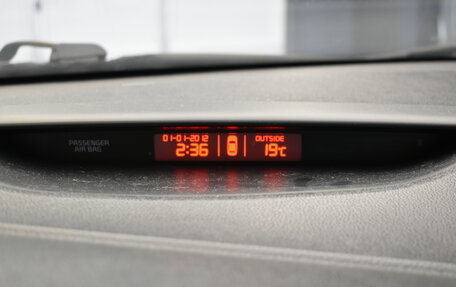 PASSENGER
AIR BAG
01-01-2012
2:36
OUTSIDE
19°C